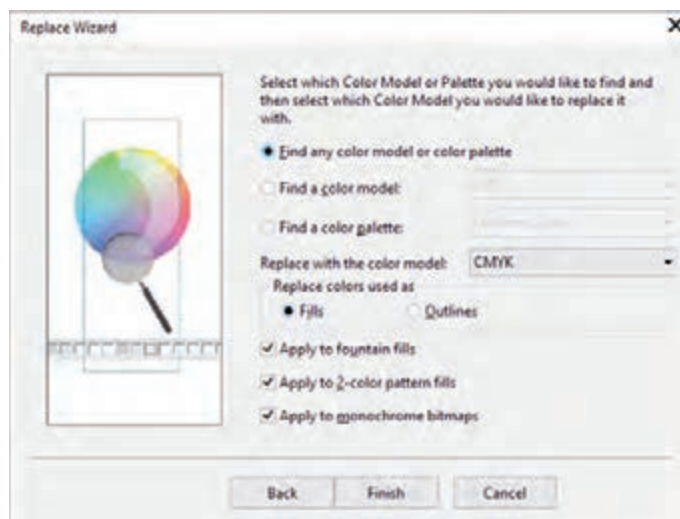 Replace Wizard
Select which Color Model or Palette you would like to find and
then select which Color Model you would like to replace it
with.
Find any color model or color palette
Find a color model:
Find a color palette:
Replace with the color model: CMYK
Replace colors used as
Fills Outlines
Apply to fountain fills
Apply to 2-color pattern fills
Apply to monochrome bitmaps
Back Finish Cancel